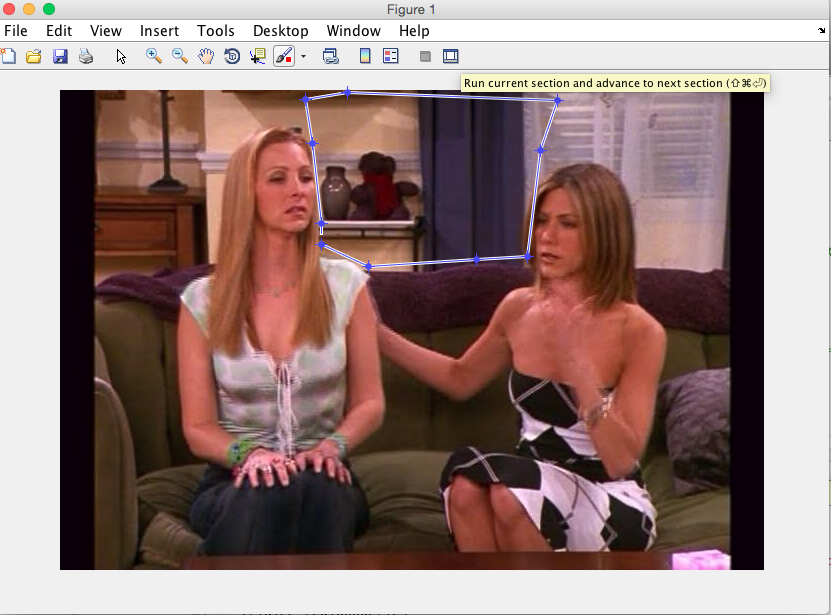 Figure 1
File Edit View Insert Tools Desktop Window Help
Run current section and advance to next section (⇧⌘⏎)